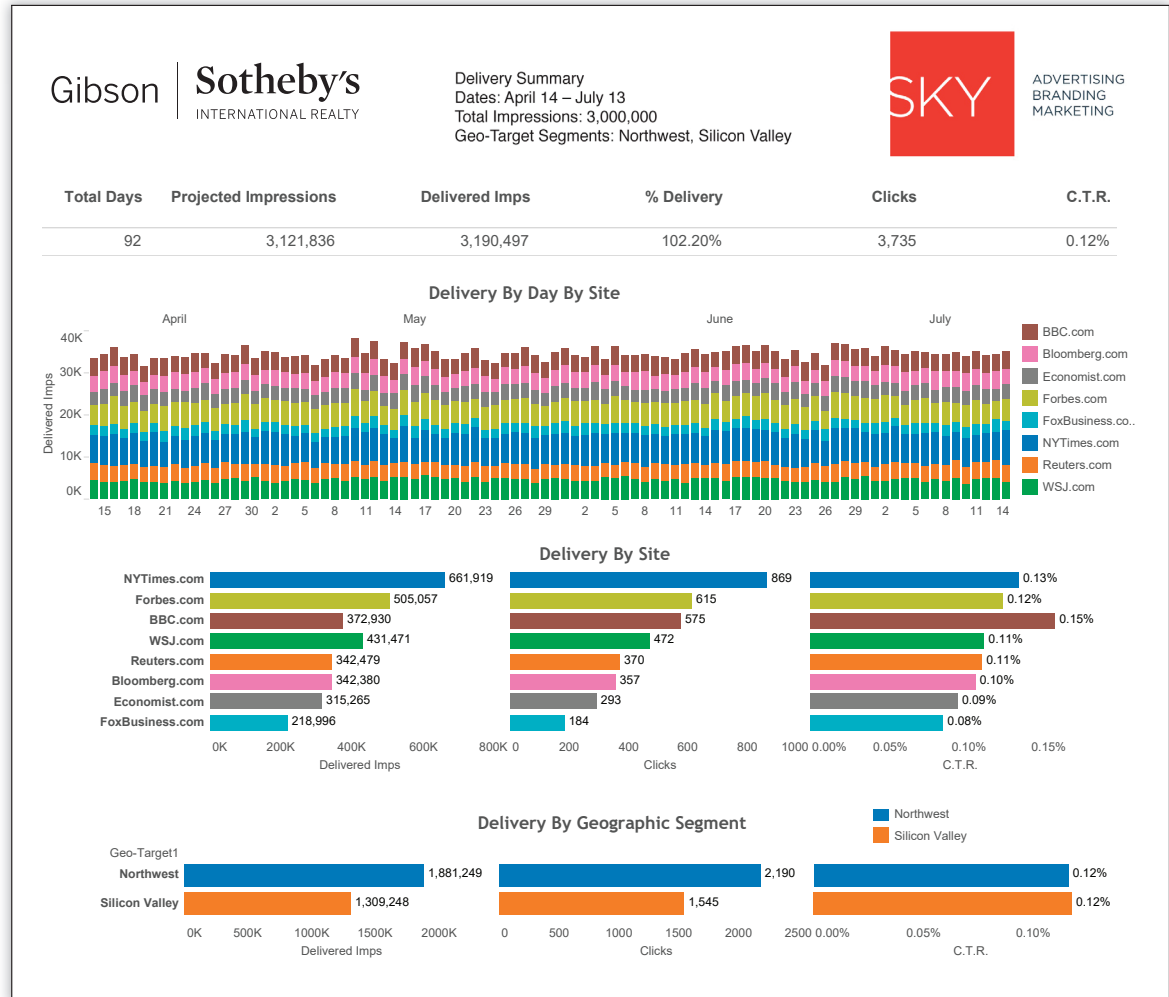 Gibson
Sotheby's
INTERNATIONAL REALTY
Delivery Summary
Dates: April 14 – July 13
Total Impressions: 3,000,000
Geo-Target Segments: Northwest, Silicon Valley
SKY
ADVERTISING
BRANDING
MARKETING
Total Days Projected Impressions Delivered Imps % Delivery Clicks C.T.R.
92 3,121,836 3,190,497 102.20% 3,735 0.12%
Delivery By Day By Site
April May June July
40K
30K
20K
10K
0K
Delivered Imps
15 18 21 24 27 30 2 5 8 11 14 17 20 23 26 29 2 5 8 11 14 17 20 23 26 29 2 5 8 11 14
BBC.com
Bloomberg.com
Economist.com
Forbes.com
FoxBusiness.co..
NYTimes.com
Reuters.com
WSJ.com
Delivery By Site
NYTimes.com 661,919 869 0.13%
Forbes.com 505,057 615 0.12%
BBC.com 372,930 575 0.15%
WSJ.com 431,471 472 0.11%
Reuters.com 342,479 370 0.11%
Bloomberg.com 342,380 357 0.10%
Economist.com 315,265 293 0.09%
FoxBusiness.com 218,996 184 0.08%
0K 200K 400K 600K 800K 0 200 400 600 800 1000 0.00% 0.05% 0.10% 0.15%
Delivered Imps Clicks C.T.R.
Delivery By Geographic Segment
Northwest
Silicon Valley
Geo-Target1
Northwest 1,881,249 2,190 0.12%
Silicon Valley 1,309,248 1,545 0.12%
0K 500K 1000K 1500K 2000K 0 500 1000 1500 2000 2500 0.00% 0.05% 0.10%
Delivered Imps Clicks C.T.R.